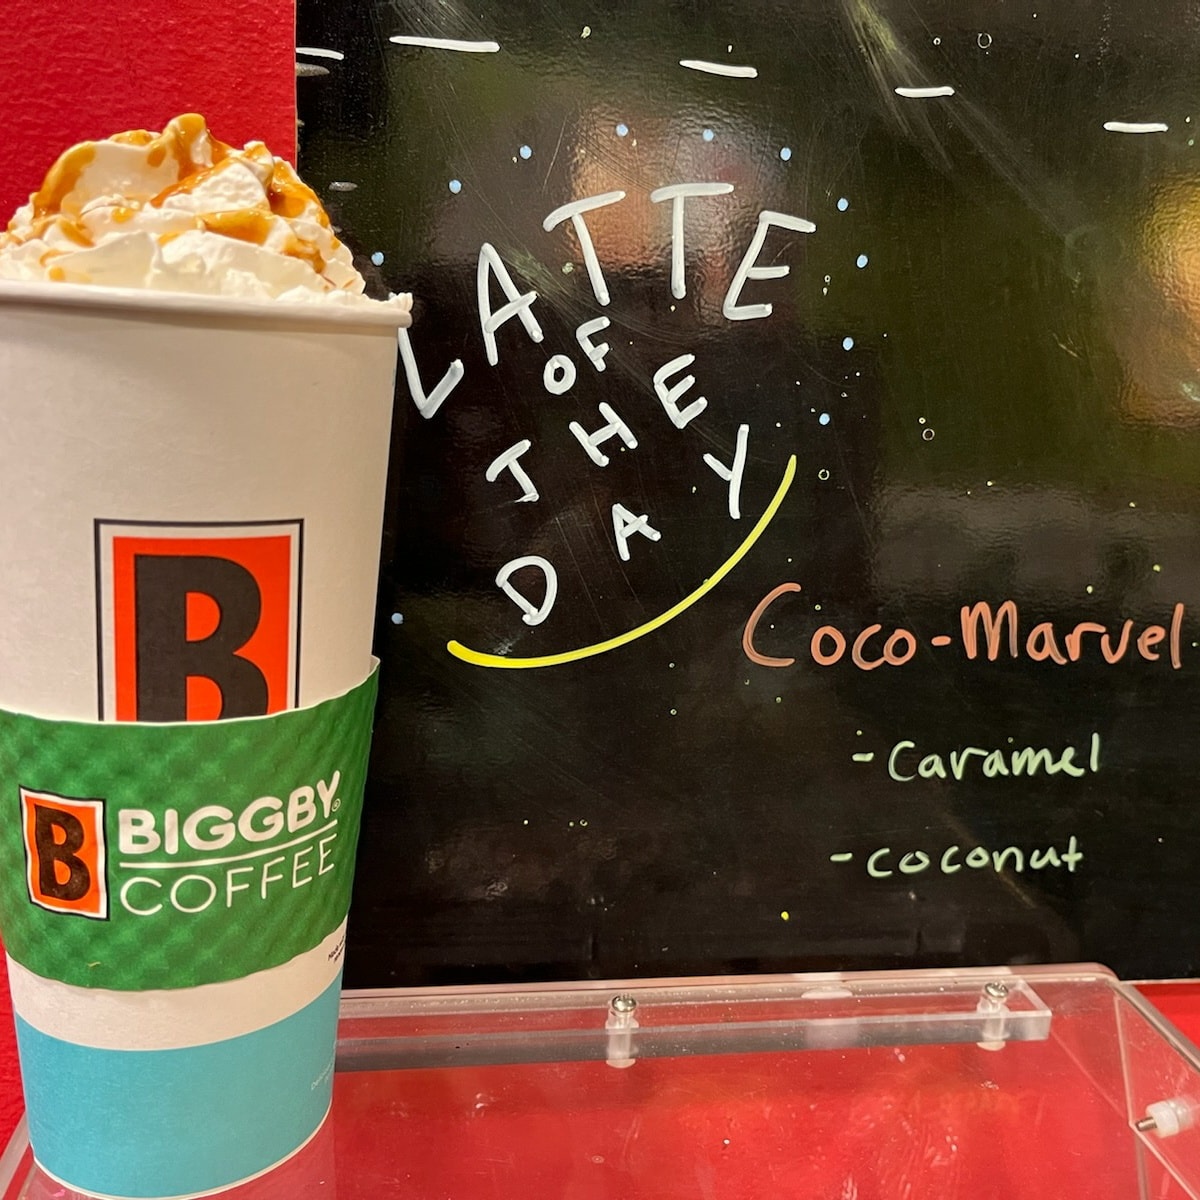 LATTE
OF
THE
DAY
Coco-Marvel
- Caramel
- coconut
B
B
BIGGBY®
COFFEE